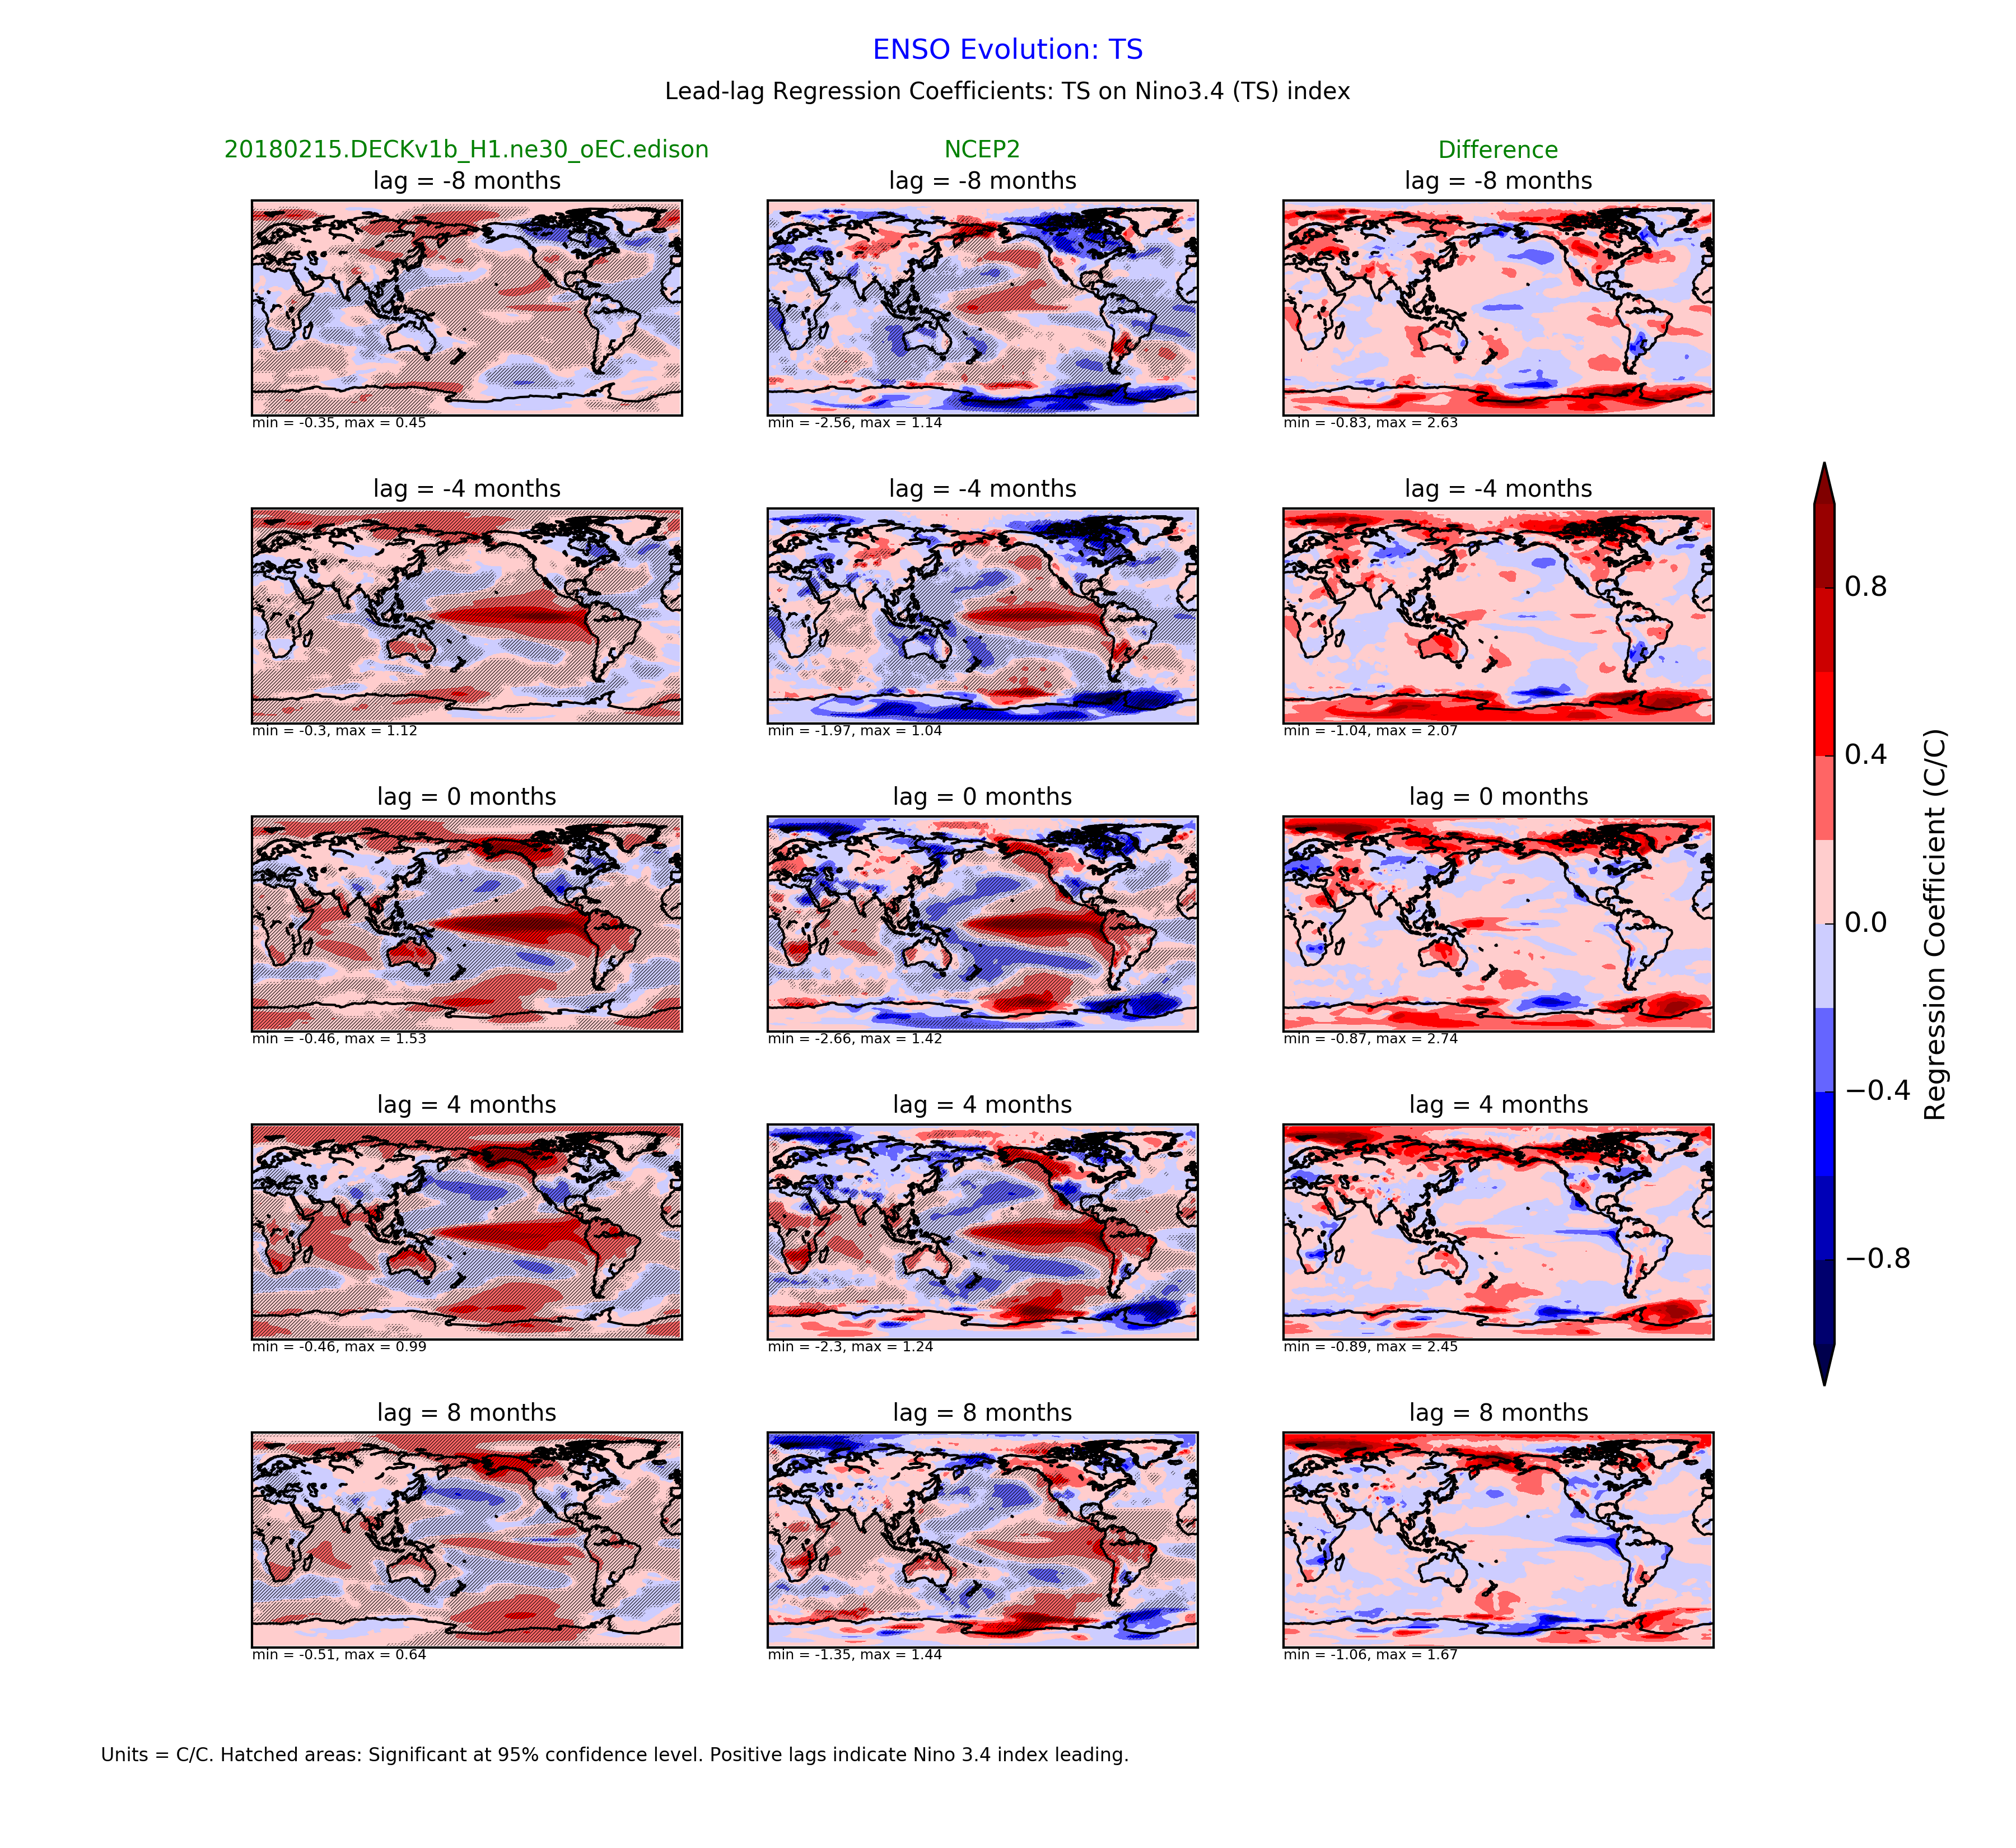 ENSO Evolution: TS
Lead-lag Regression Coefficients: TS on Nino3.4 (TS) index
20180215.DECKv1b_H1.ne30_oEC.edison NCEP2 Difference
lag = -8 months lag = -8 months lag = -8 months
min = -0.35, max = 0.45 min = -2.56, max = 1.14 min = -0.83, max = 2.63
lag = -4 months lag = -4 months lag = -4 months
min = -0.3, max = 1.12 min = -1.97, max = 1.04 min = -1.04, max = 2.07
lag = 0 months lag = 0 months lag = 0 months
min = -0.46, max = 1.53 min = -2.66, max = 1.42 min = -0.87, max = 2.74
lag = 4 months lag = 4 months lag = 4 months
min = -0.46, max = 0.99 min = -2.3, max = 1.24 min = -0.89, max = 2.45
lag = 8 months lag = 8 months lag = 8 months
min = -0.51, max = 0.64 min = -1.35, max = 1.44 min = -1.06, max = 1.67
0.8
0.4
0.0
−0.4
−0.8
Regression Coefficient (C/C)
Units = C/C. Hatched areas: Significant at 95% confidence level. Positive lags indicate Nino 3.4 index leading.